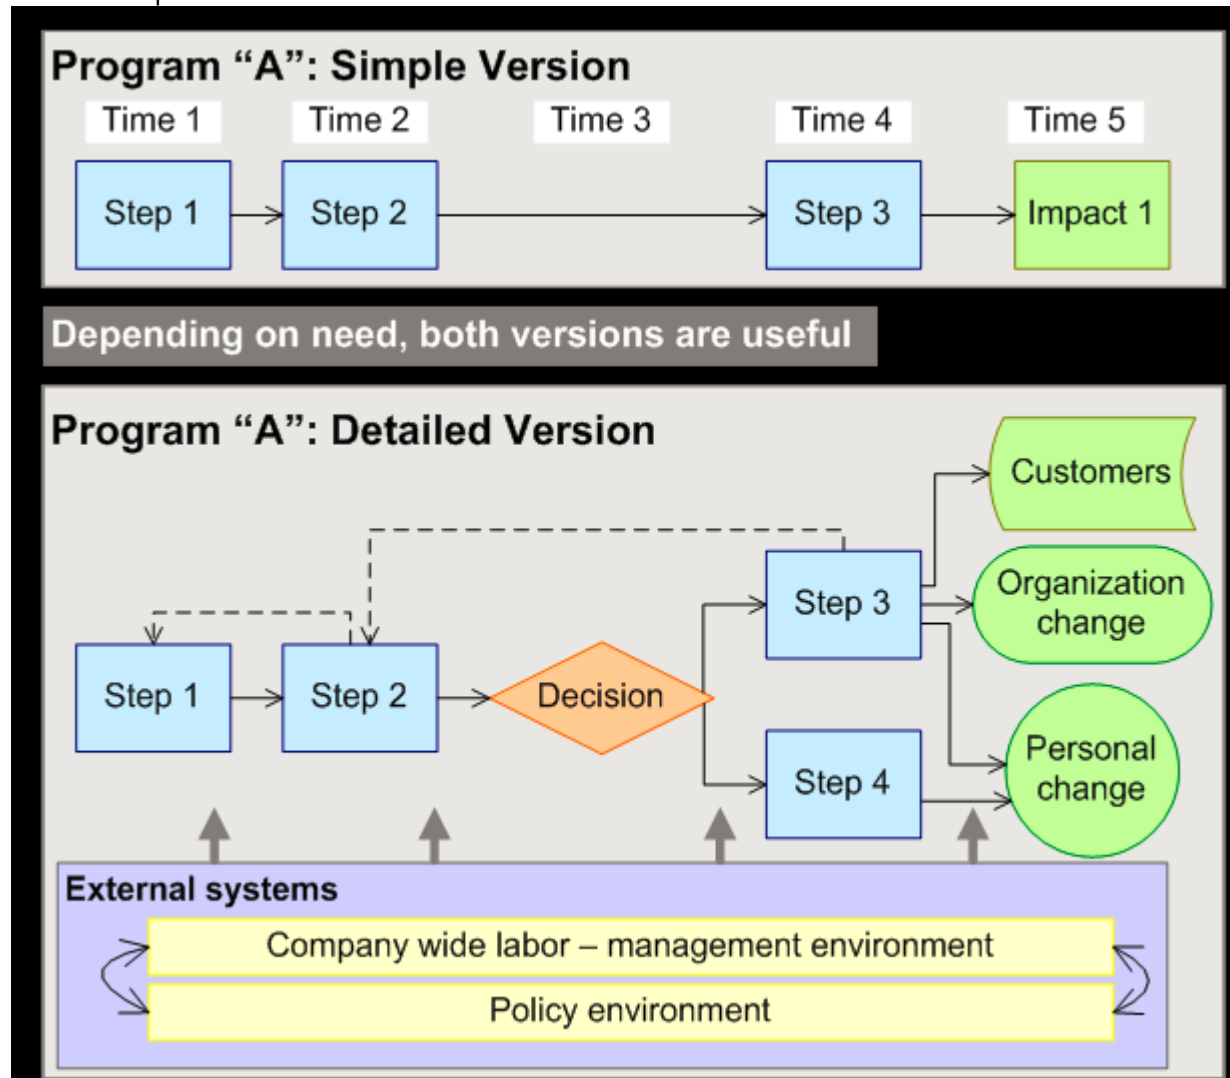 Program “A”: Simple Version
Time 1 Time 2 Time 3 Time 4 Time 5
Step 1 Step 2 Step 3 Impact 1
Depending on need, both versions are useful
Program “A”: Detailed Version
Customers
Organization
change
Step 3
Step 1 Step 2 Decision
Personal
change
Step 4
External systems
Company wide labor – management environment
Policy environment